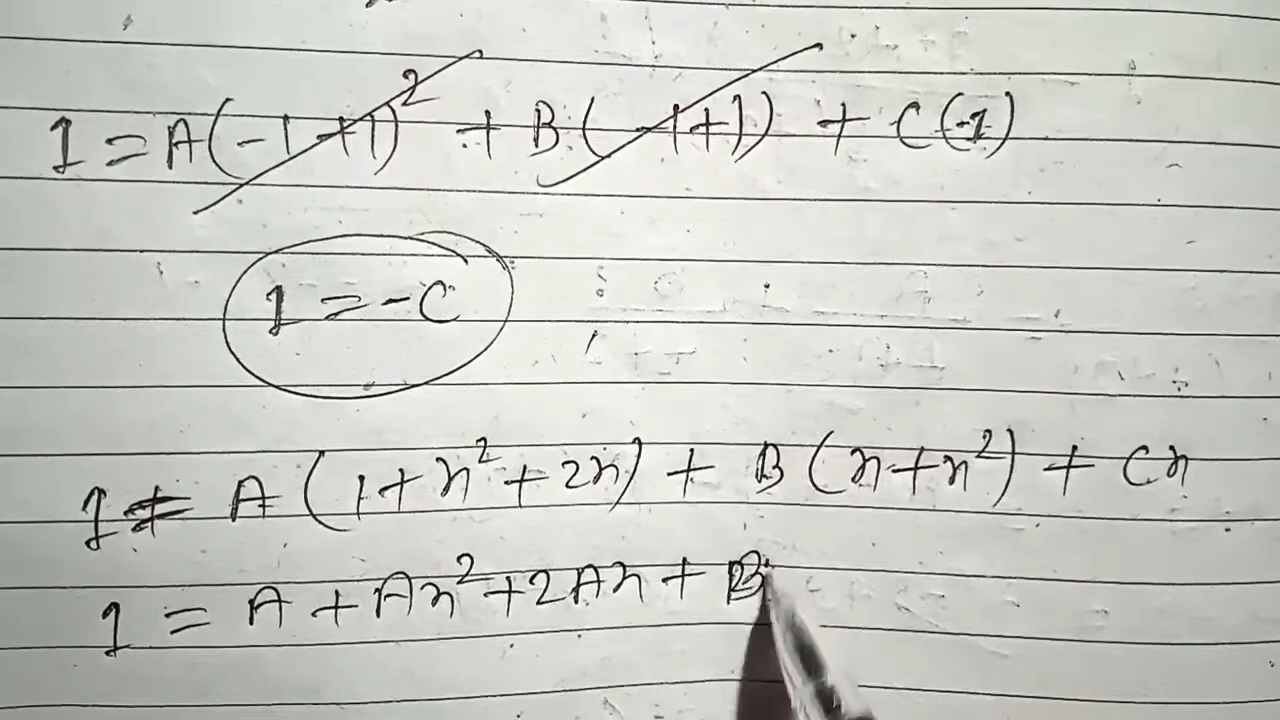 1 = A(-1+1)² + B(-1+1) + C(-1)
1 = -C
1 = A(1+x²+2x) + B(x+x²) + Cx
1 = A + Ax² + 2Ax + B